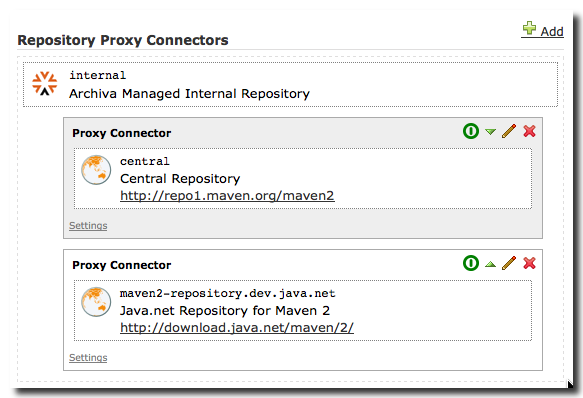 Add
Repository Proxy Connectors
internal
Archiva Managed Internal Repository
Proxy Connector
central
Central Repository
http://repo1.maven.org/maven2
Settings
Proxy Connector
maven2-repository.dev.java.net
Java.net Repository for Maven 2
http://download.java.net/maven/2/
Settings